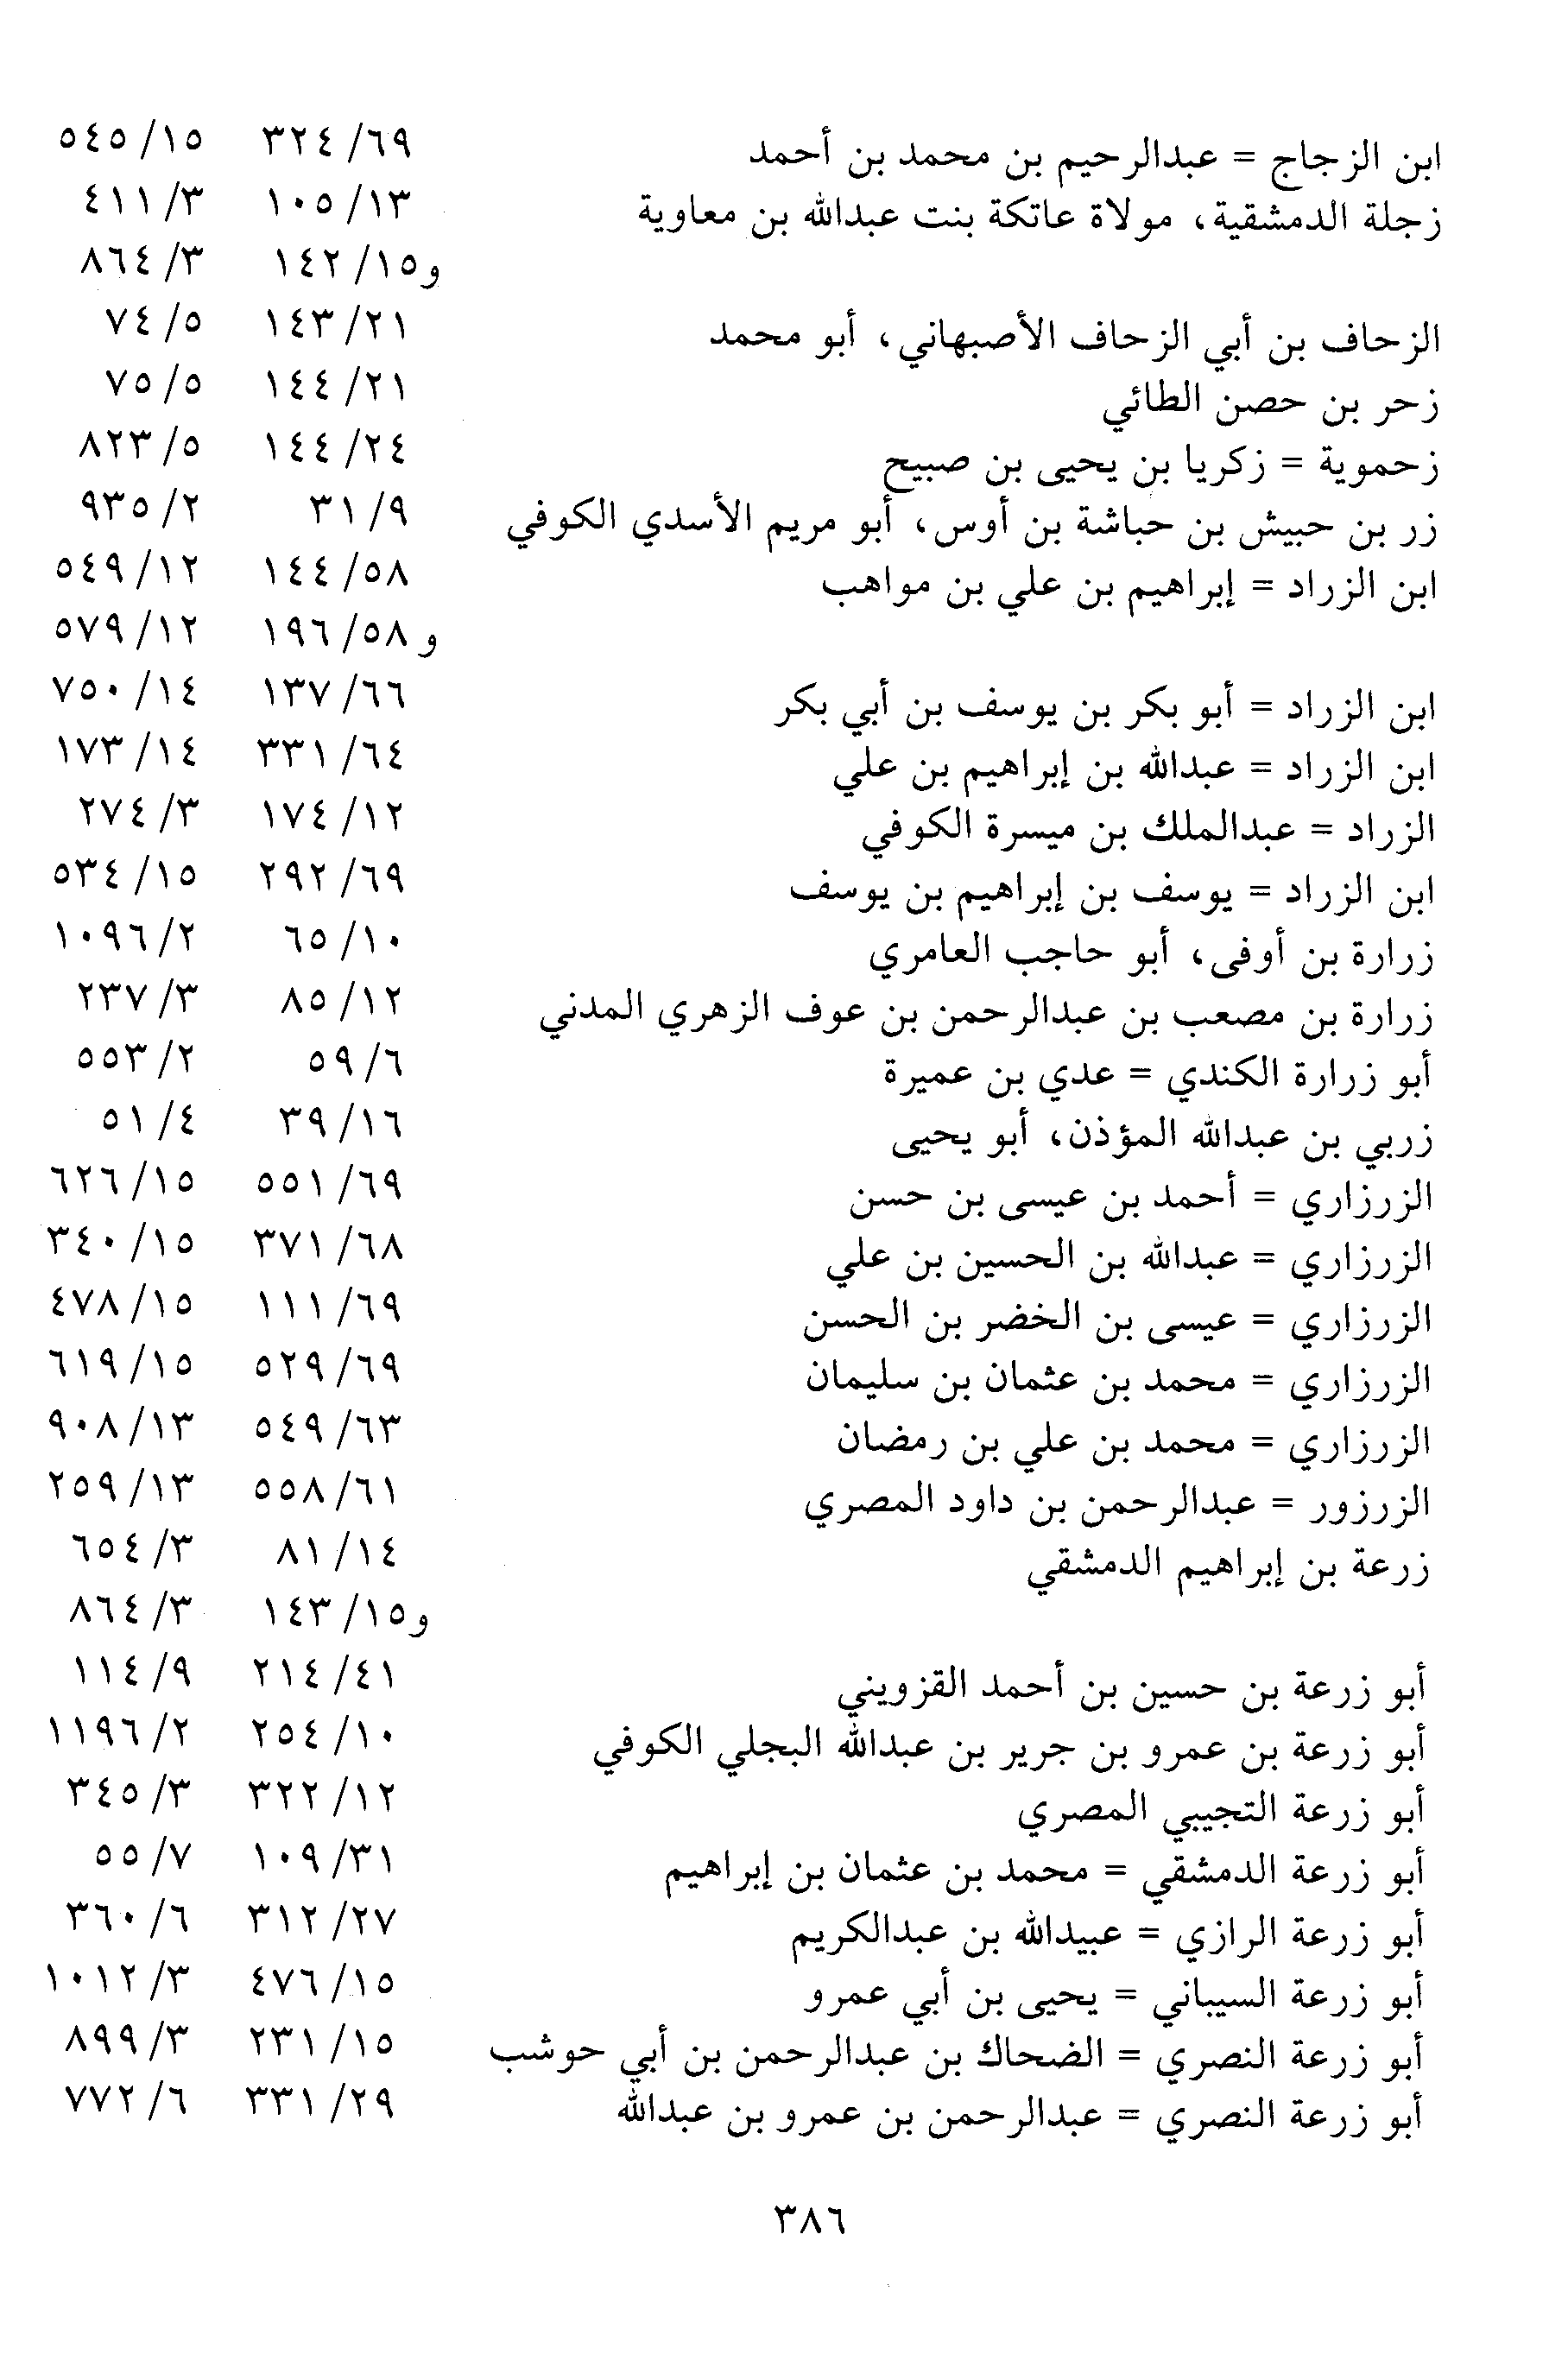 ابن الزجاج = عبدالرحيم بن محمد بن أحمد ٦٩/ ٣٢٤ ١٥/ ٥٤٥
زجلة الدمشقية، مولاة عاتكة بنت عبدالله بن معاوية ١٣/ ١٠٥ ٣/ ٤١١
و١٥/ ١٤٢ ٣/ ٨٦٤
الزحاف بن أبي الزحاف الأصبهاني، أبو محمد ٢١/ ١٤٣ ٥/ ٧٤
زحر بن حصن الطائي ٢١/ ١٤٤ ٥/ ٧٥
زحموية = زكريا بن يحيى بن صبيح ٢٤/ ١٤٤ ٥/ ٨٢٣
زر بن حبيش بن حباشة بن أوس، أبو مريم الأسدي الكوفي ٩/ ٣١ ٢/ ٩٣٥
ابن الزراد = إبراهيم بن علي بن مواهب ٥٨/ ١٤٤ ١٢/ ٥٤٩
و ٥٨/ ١٩٦ ١٢/ ٥٧٩
ابن الزراد = أبو بكر بن يوسف بن أبي بكر ٦٦/ ١٣٧ ١٤/ ٧٥٠
ابن الزراد = عبدالله بن إبراهيم بن علي ٦٤/ ٣٣١ ١٤/ ١٧٣
الزراد = عبدالملك بن ميسرة الكوفي ١٢/ ١٧٤ ٣/ ٢٧٤
ابن الزراد = يوسف بن إبراهيم بن يوسف ٦٩/ ٢٩٢ ١٥/ ٥٣٤
زرارة بن أوفى، أبو حاجب العامري ١٠/ ٦٥ ٢/ ١٠٩٦
زرارة بن مصعب بن عبدالرحمن بن عوف الزهري المدني ١٢/ ٨٥ ٣/ ٢٣٧
أبو زرارة الكندي = عدي بن عميرة ٦/ ٥٩ ٢/ ٥٥٣
زربي بن عبدالله المؤذن، أبو يحيى ١٦/ ٣٩ ٤/ ٥١
الزرزاري = أحمد بن عيسى بن حسن ٦٩/ ٥٥١ ١٥/ ٦٢٦
الزرزاري = عبدالله بن الحسين بن علي ٦٨/ ٣٧١ ١٥/ ٣٤٠
الزرزاري = عيسى بن الخضر بن الحسن ٦٩/ ١١١ ١٥/ ٤٧٨
الزرزاري = محمد بن عثمان بن سليمان ٦٩/ ٥٢٩ ١٥/ ٦١٩
الزرزاري = محمد بن علي بن رمضان ٦٣/ ٥٤٩ ١٣/ ٩٠٨
الزرزور = عبدالرحمن بن داود المصري ٦١/ ٥٥٨ ١٣/ ٢٥٩
زرعة بن إبراهيم الدمشقي ١٤/ ٨١ ٣/ ٦٥٤
و١٥/ ١٤٣ ٣/ ٨٦٤
أبو زرعة بن حسين بن أحمد القزويني ٤١/ ٢١٤ ٩/ ١١٤
أبو زرعة بن عمرو بن جرير بن عبدالله البجلي الكوفي ١٠/ ٢٥٤ ٢/ ١١٩٦
أبو زرعة التجيبي المصري ١٢/ ٣٢٢ ٣/ ٣٤٥
أبو زرعة الدمشقي = محمد بن عثمان بن إبراهيم ٣١/ ١٠٩ ٧/ ٥٥
أبو زرعة الرازي = عبيدالله بن عبدالكريم ٢٧/ ٣١٢ ٦/ ٣٦٠
أبو زرعة السيباني = يحيى بن أبي عمرو ١٥/ ٤٧٦ ٣/ ١٠١٢
أبو زرعة النصري = الضحاك بن عبدالرحمن بن أبي حوشب ١٥/ ٢٣١ ٣/ ٨٩٩
أبو زرعة النصري = عبدالرحمن بن عمرو بن عبدالله ٢٩/ ٣٣١ ٦/ ٧٧٢
٣٨٦